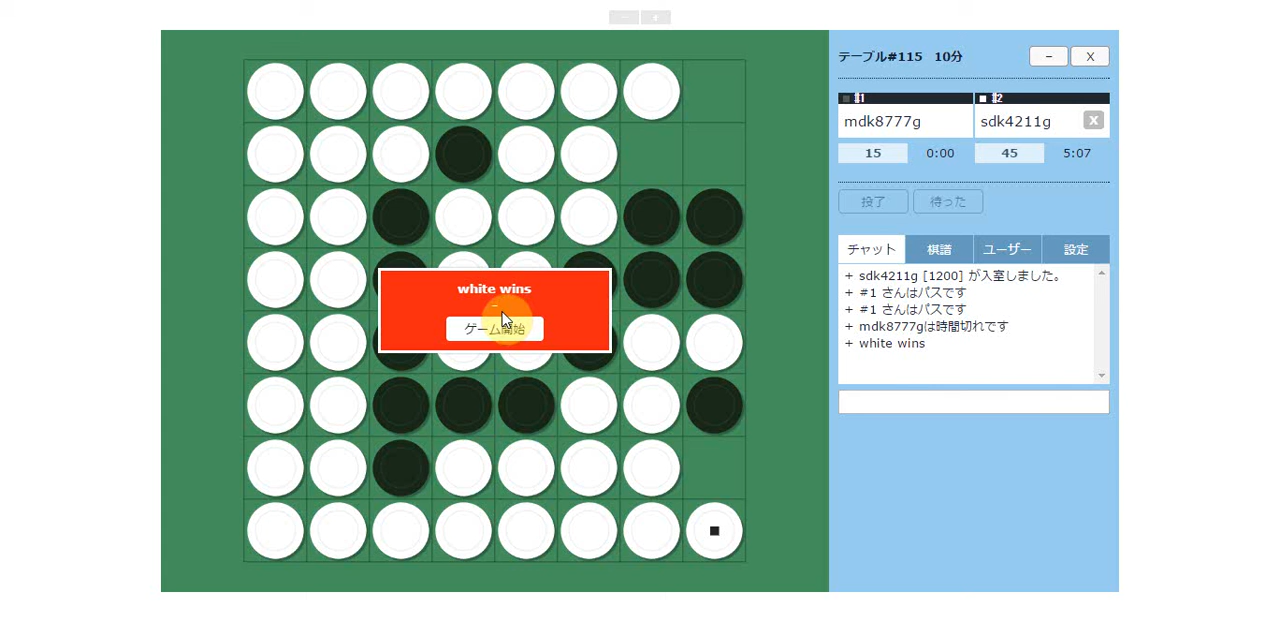 テーブル#115 10分
– X
#1 #2
mdk8777g sdk4211g X
15 0:00 45 5:07
投了 待った
チャット 棋譜 ユーザー 設定
+ sdk4211g [1200] が入室しました。
+ #1 さんはパスです
+ #1 さんはパスです
+ mdk8777gは時間切れです
+ white wins
white wins
–
ゲーム開始